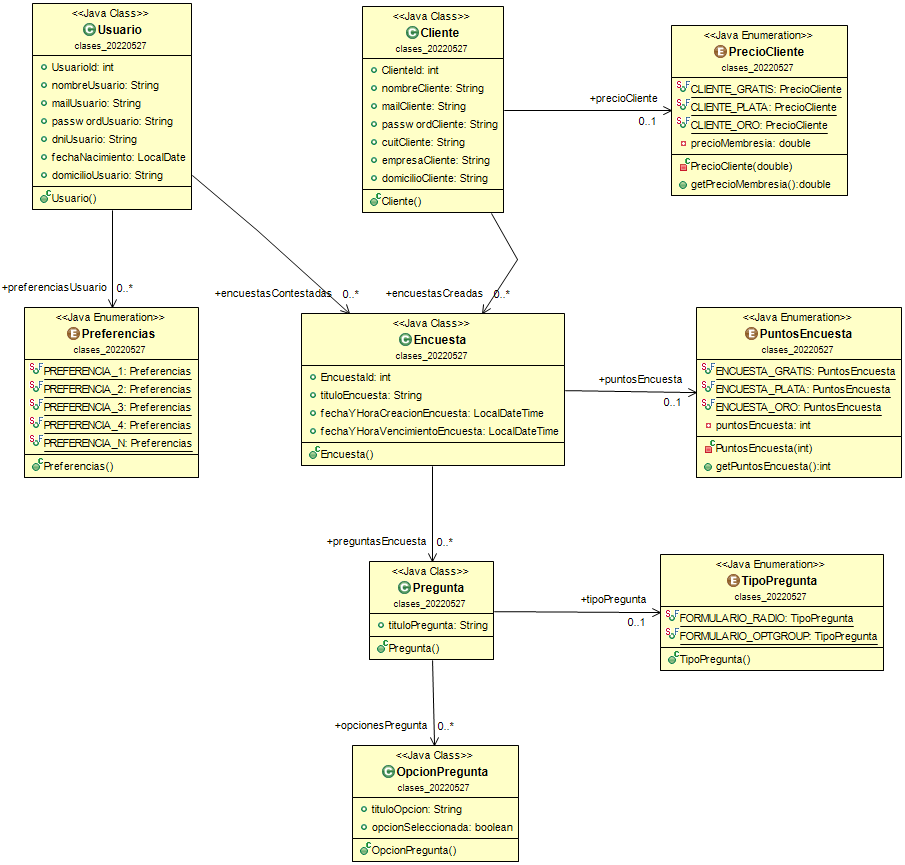 <<Java Class>>
Usuario
clases_20220527
UsuarioId: int
nombreUsuario: String
mailUsuario: String
passwordUsuario: String
dniUsuario: String
fechaNacimiento: LocalDate
domicilioUsuario: String
Usuario()
<<Java Class>>
Cliente
clases_20220527
ClienteId: int
nombreCliente: String
mailCliente: String
passwordCliente: String
cuitCliente: String
empresaCliente: String
domicilioCliente: String
Cliente()
+precioCliente
0..1
<<Java Enumeration>>
PrecioCliente
clases_20220527
CLIENTE_GRATIS: PrecioCliente
CLIENTE_PLATA: PrecioCliente
CLIENTE_ORO: PrecioCliente
precioMembresia: double
PrecioCliente(double)
getPrecioMembresia():double
+preferenciasUsuario
0..*
+encuestasContestadas
0..*
+encuestasCreadas
0..*
<<Java Enumeration>>
Preferencias
clases_20220527
PREFERENCIA_1: Preferencias
PREFERENCIA_2: Preferencias
PREFERENCIA_3: Preferencias
PREFERENCIA_4: Preferencias
PREFERENCIA_N: Preferencias
Preferencias()
<<Java Class>>
Encuesta
clases_20220527
EncuestaId: int
tituloEncuesta: String
fechaYHoraCreacionEncuesta: LocalDateTime
fechaYHoraVencimientoEncuesta: LocalDateTime
Encuesta()
+puntosEncuesta
0..1
<<Java Enumeration>>
PuntosEncuesta
clases_20220527
ENCUESTA_GRATIS: PuntosEncuesta
ENCUESTA_PLATA: PuntosEncuesta
ENCUESTA_ORO: PuntosEncuesta
puntosEncuesta: int
PuntosEncuesta(int)
getPuntosEncuesta():int
+preguntasEncuesta
0..*
<<Java Class>>
Pregunta
clases_20220527
tituloPregunta: String
Pregunta()
+tipoPregunta
0..1
<<Java Enumeration>>
TipoPregunta
clases_20220527
FORMULARIO_RADIO: TipoPregunta
FORMULARIO_OPTGROUP: TipoPregunta
TipoPregunta()
+opcionesPregunta
0..*
<<Java Class>>
OpcionPregunta
clases_20220527
tituloOpcion: String
opcionSeleccionada: boolean
OpcionPregunta()